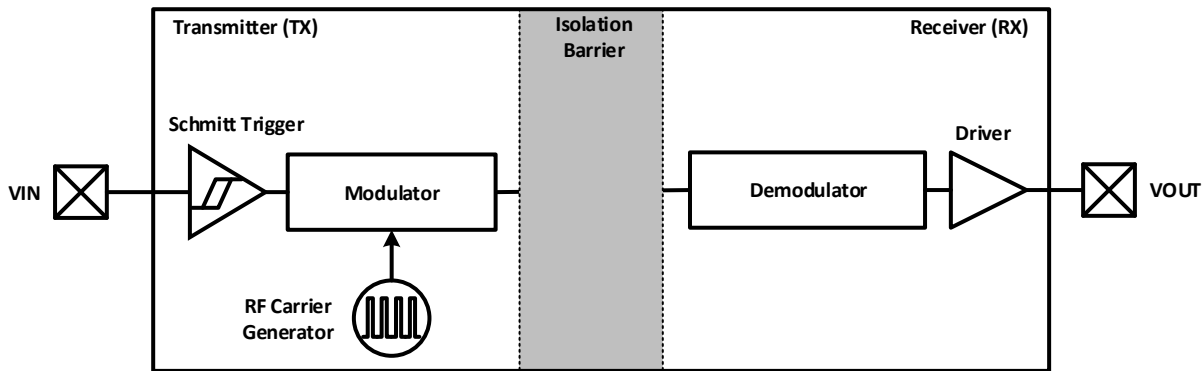 Transmitter (TX)
Isolation
Barrier
Receiver (RX)
Schmitt Trigger
Driver
VIN
Modulator
Demodulator
VOUT
RF Carrier
Generator